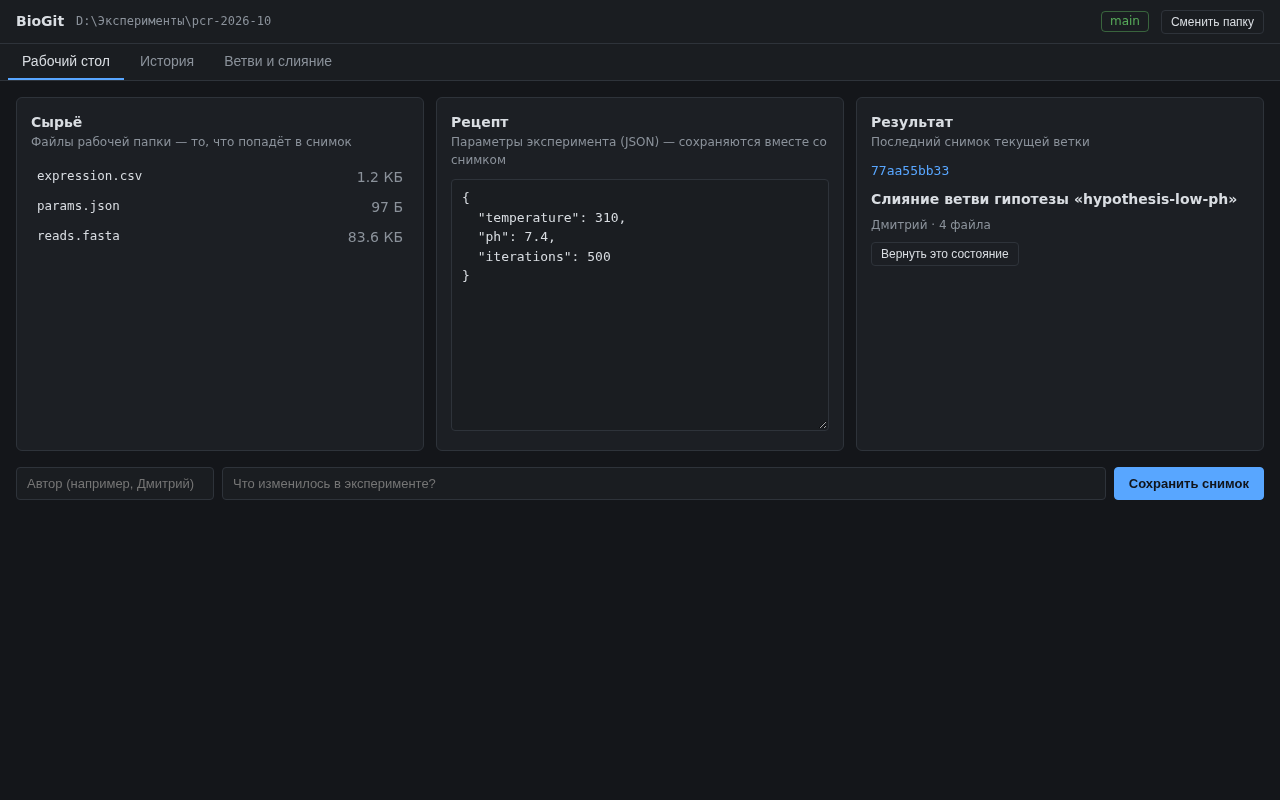 BioGit D:\Эксперименты\pcr-2026-10 main Сменить папку
Рабочий стол История Ветви и слияние
Сырьё
Файлы рабочей папки — то, что попадёт в снимок
expression.csv 1.2 КБ
params.json 97 Б
reads.fasta 83.6 КБ
Рецепт
Параметры эксперимента (JSON) — сохраняются вместе со
снимком
{
"temperature": 310,
"ph": 7.4,
"iterations": 500
}
Результат
Последний снимок текущей ветки
77aa55bb33
Слияние ветви гипотезы «hypothesis-low-ph»
Дмитрий · 4 файла
Вернуть это состояние
Автор (например, Дмитрий) Что изменилось в эксперименте? Сохранить снимок